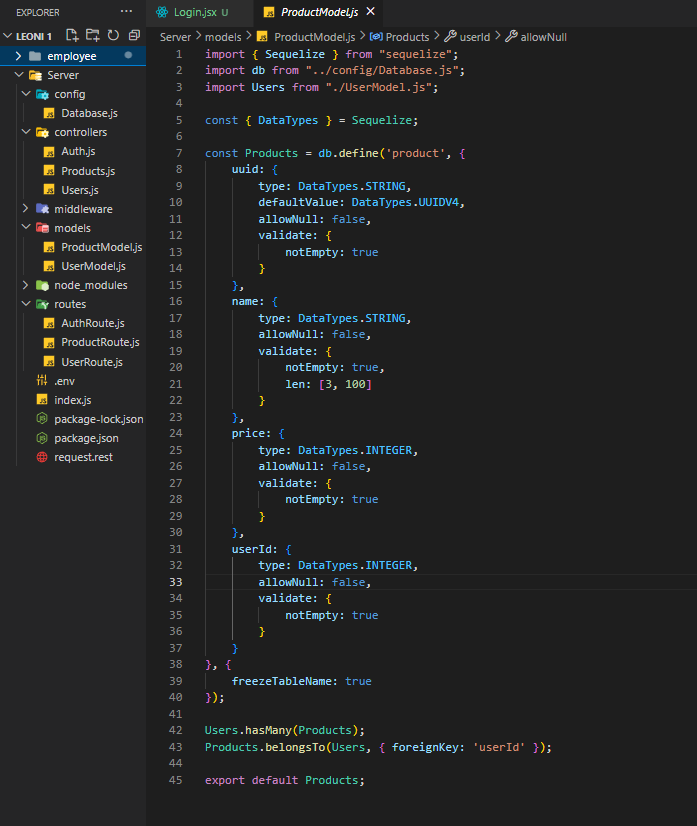 EXPLORER
LEONI 1
employee
Server
config
Database.js
controllers
Auth.js
Products.js
Users.js
middleware
models
ProductModel.js
UserModel.js
node_modules
routes
AuthRoute.js
ProductRoute.js
UserRoute.js
.env
index.js
package-lock.json
package.json
request.rest
Login.jsx U
ProductModel.js
Server > models > ProductModel.js > Products > userId > allowNull
1 import { Sequelize } from "sequelize";
2 import db from "../config/Database.js";
3 import Users from "./UserModel.js";
4
5 const { DataTypes } = Sequelize;
6
7 const Products = db.define('product', {
8     uuid: {
9         type: DataTypes.STRING,
10         defaultValue: DataTypes.UUIDV4,
11         allowNull: false,
12         validate: {
13             notEmpty: true
14         }
15     },
16     name: {
17         type: DataTypes.STRING,
18         allowNull: false,
19         validate: {
20             notEmpty: true,
21             len: [3, 100]
22         }
23     },
24     price: {
25         type: DataTypes.INTEGER,
26         allowNull: false,
27         validate: {
28             notEmpty: true
29         }
30     },
31     userId: {
32         type: DataTypes.INTEGER,
33         allowNull: false,
34         validate: {
35             notEmpty: true
36         }
37     }
38 }, {
39     freezeTableName: true
40 });
41
42 Users.hasMany(Products);
43 Products.belongsTo(Users, { foreignKey: 'userId' });
44
45 export default Products;